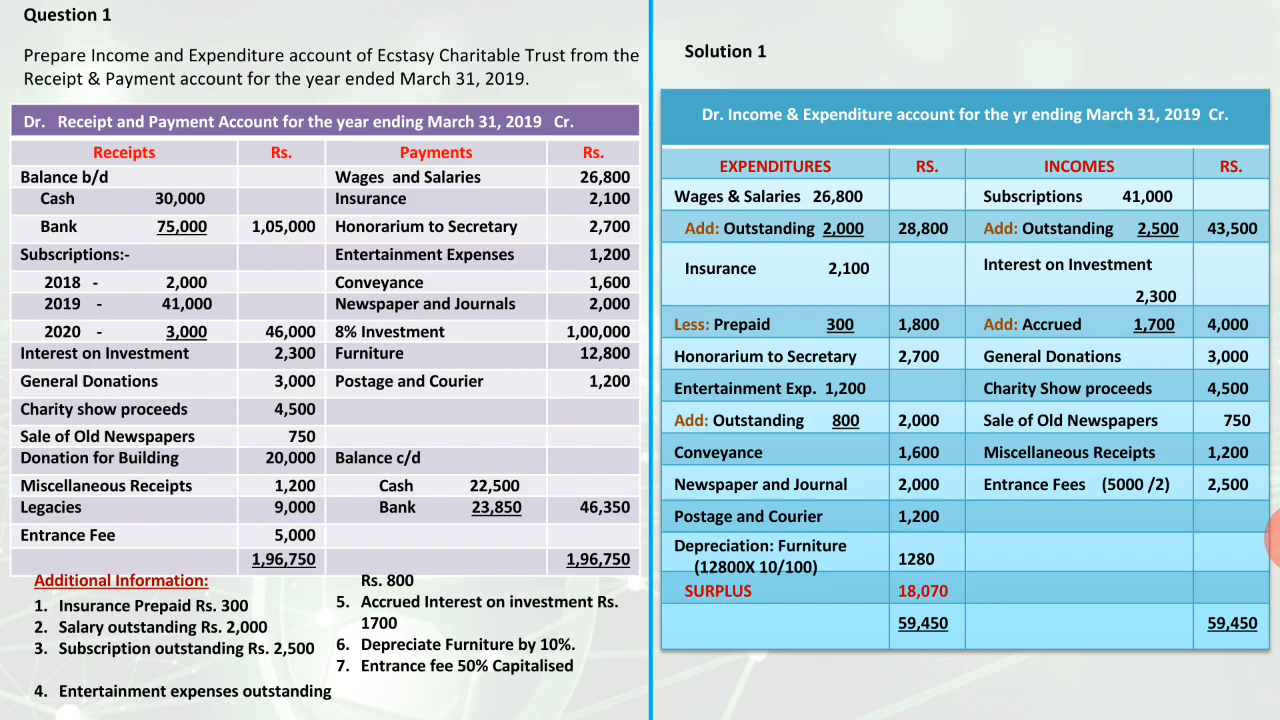 Question 1
Prepare Income and Expenditure account of Ecstasy Charitable Trust from the
Receipt & Payment account for the year ended March 31, 2019.
Dr. Receipt and Payment Account for the year ending March 31, 2019 Cr.
Receipts Rs. Payments Rs.
Balance b/d Wages and Salaries 26,800
Cash 30,000 Insurance 2,100
Bank 75,000 1,05,000 Honorarium to Secretary 2,700
Subscriptions:- Entertainment Expenses 1,200
2018 - 2,000 Conveyance 1,600
2019 - 41,000 Newspaper and Journals 2,000
2020 - 3,000 46,000 8% Investment 1,00,000
Interest on Investment 2,300 Furniture 12,800
General Donations 3,000 Postage and Courier 1,200
Charity show proceeds 4,500
Sale of Old Newspapers 750
Donation for Building 20,000 Balance c/d
Miscellaneous Receipts 1,200 Cash 22,500
Legacies 9,000 Bank 23,850 46,350
Entrance Fee 5,000
1,96,750 1,96,750
Additional Information:
1. Insurance Prepaid Rs. 300
2. Salary outstanding Rs. 2,000
3. Subscription outstanding Rs. 2,500
4. Entertainment expenses outstanding
Rs. 800
5. Accrued Interest on investment Rs.
1700
6. Depreciate Furniture by 10%.
7. Entrance fee 50% Capitalised
Solution 1
Dr. Income & Expenditure account for the yr ending March 31, 2019 Cr.
EXPENDITURES RS. INCOMES RS.
Wages & Salaries 26,800 Subscriptions 41,000
Add: Outstanding 2,000 28,800 Add: Outstanding 2,500 43,500
Insurance 2,100 Interest on Investment
2,300
Less: Prepaid 300 1,800 Add: Accrued 1,700 4,000
Honorarium to Secretary 2,700 General Donations 3,000
Entertainment Exp. 1,200 Charity Show proceeds 4,500
Add: Outstanding 800 2,000 Sale of Old Newspapers 750
Conveyance 1,600 Miscellaneous Receipts 1,200
Newspaper and Journal 2,000 Entrance Fees (5000 /2) 2,500
Postage and Courier 1,200
Depreciation: Furniture
(12800X 10/100) 1280
SURPLUS 18,070
59,450 59,450